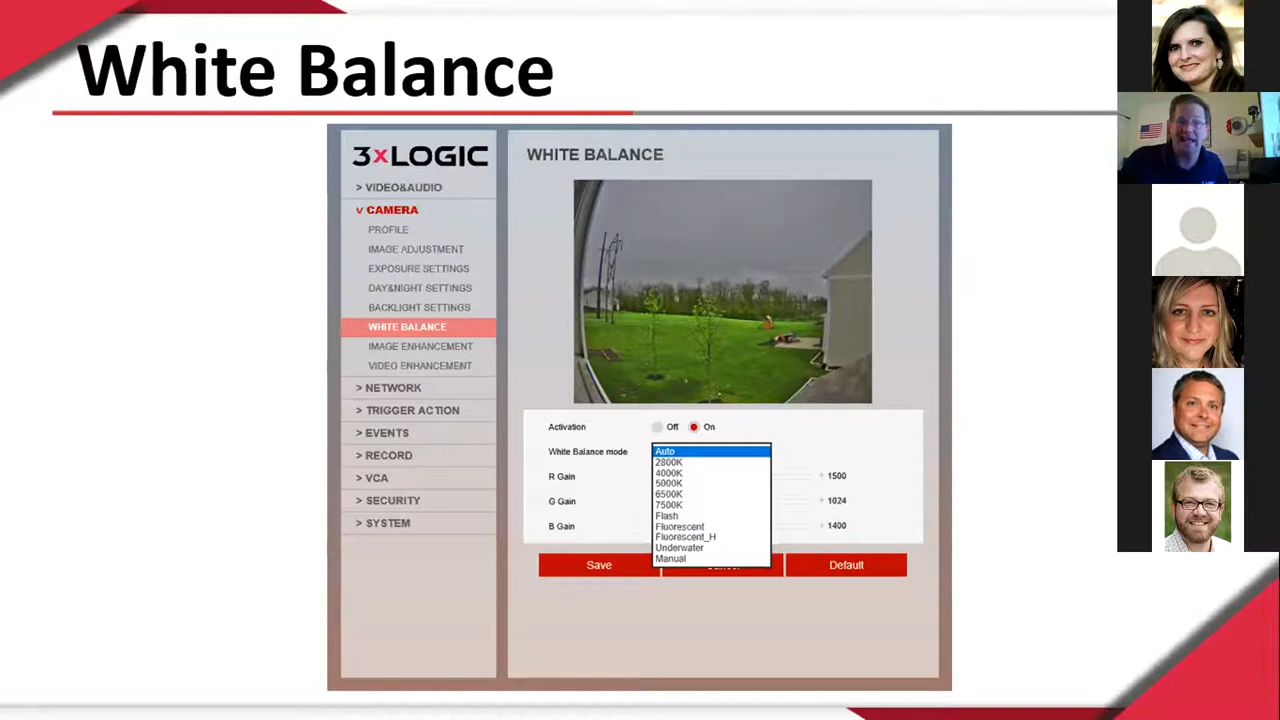 White Balance
3xLOGIC
> VIDEO&AUDIO
v CAMERA
PROFILE
IMAGE ADJUSTMENT
EXPOSURE SETTINGS
DAY&NIGHT SETTINGS
BACKLIGHT SETTINGS
WHITE BALANCE
IMAGE ENHANCEMENT
VIDEO ENHANCEMENT
> NETWORK
> TRIGGER ACTION
> EVENTS
> RECORD
> VCA
> SECURITY
> SYSTEM
WHITE BALANCE
Activation Off On
White Balance mode Auto
2800K
4000K
5000K
6500K
7500K
Flash
Fluorescent
Fluorescent_H
Underwater
Manual
R Gain + 1500
G Gain + 1024
B Gain + 1400
Save Default